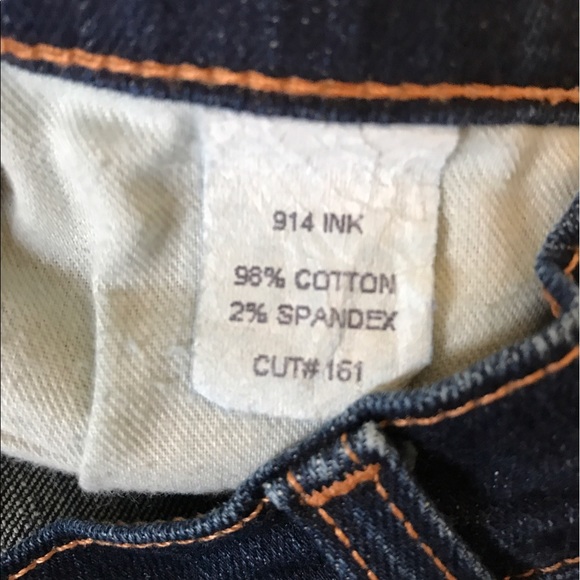 914 INK
98% COTTON
2% SPANDEX
CUT# 161